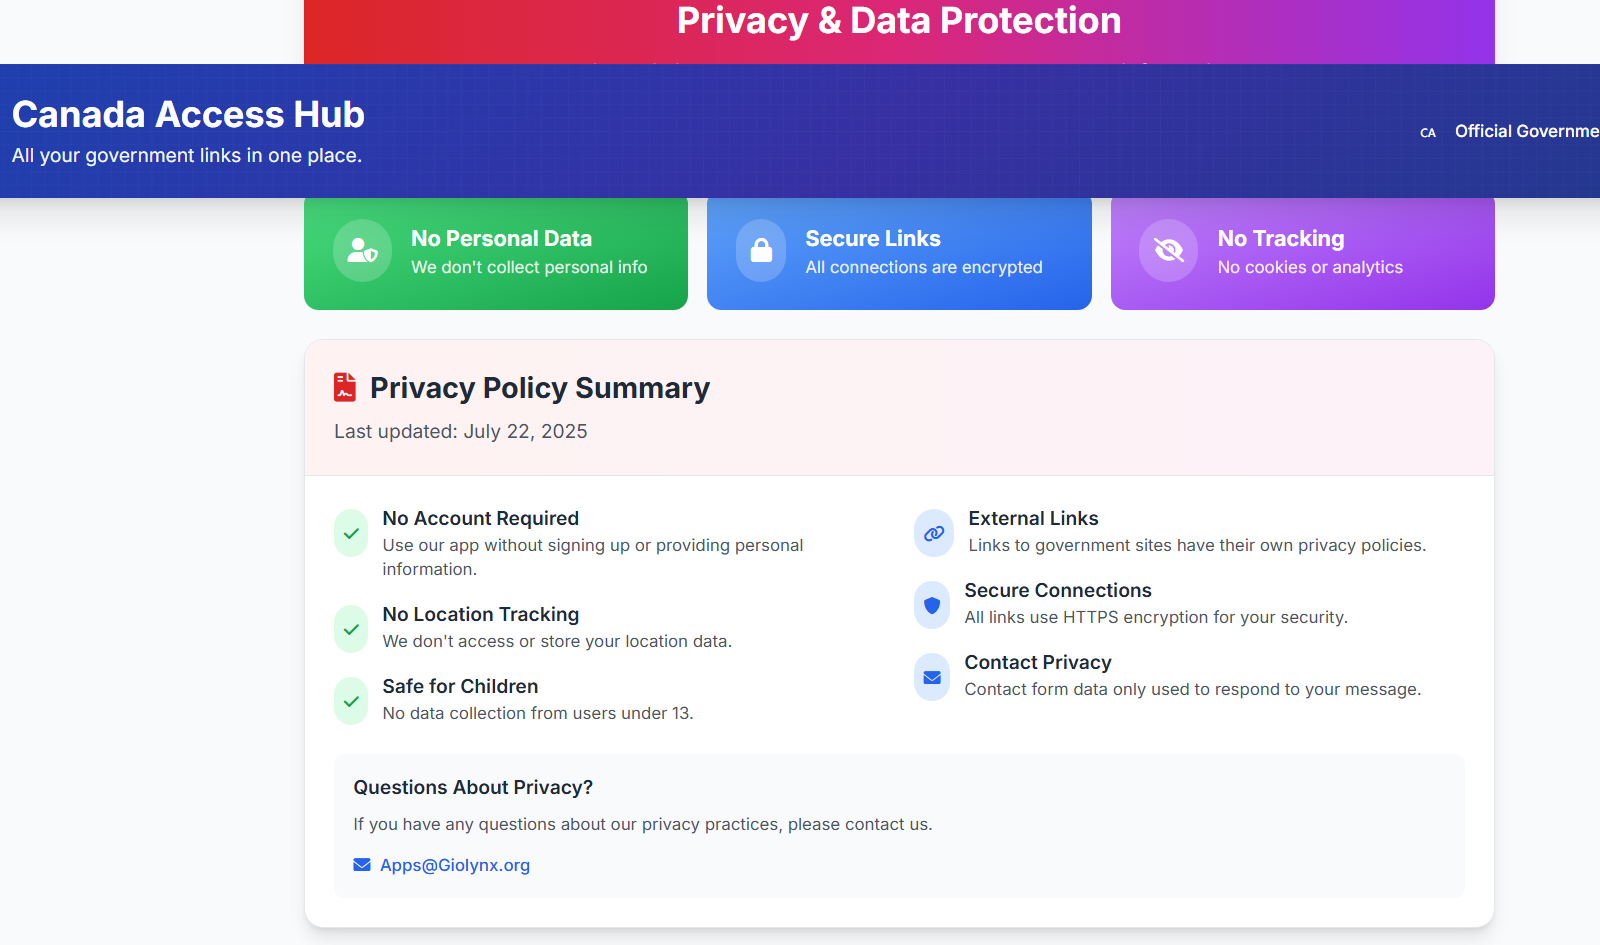 Privacy & Data Protection
Canada Access Hub
All your government links in one place.
CA Official Governme
No Personal Data
We don't collect personal info
Secure Links
All connections are encrypted
No Tracking
No cookies or analytics
Privacy Policy Summary
Last updated: July 22, 2025
No Account Required
Use our app without signing up or providing personal
information.
No Location Tracking
We don't access or store your location data.
Safe for Children
No data collection from users under 13.
External Links
Links to government sites have their own privacy policies.
Secure Connections
All links use HTTPS encryption for your security.
Contact Privacy
Contact form data only used to respond to your message.
Questions About Privacy?
If you have any questions about our privacy practices, please contact us.
Apps@Giolynx.org